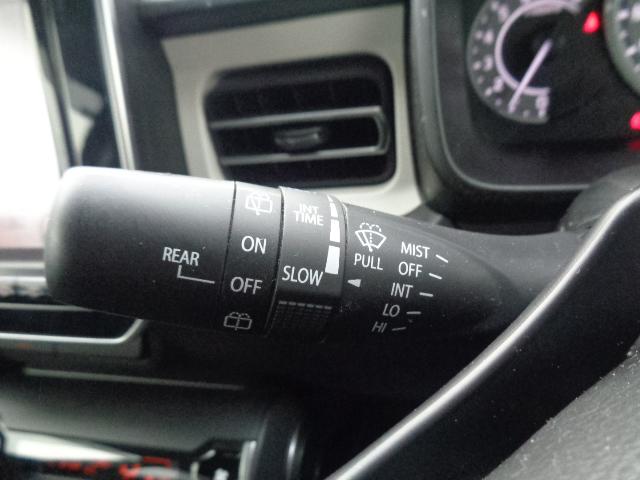 REAR
ON
OFF
INT
TIME
SLOW
PULL
MIST
OFF
INT
LO
HI